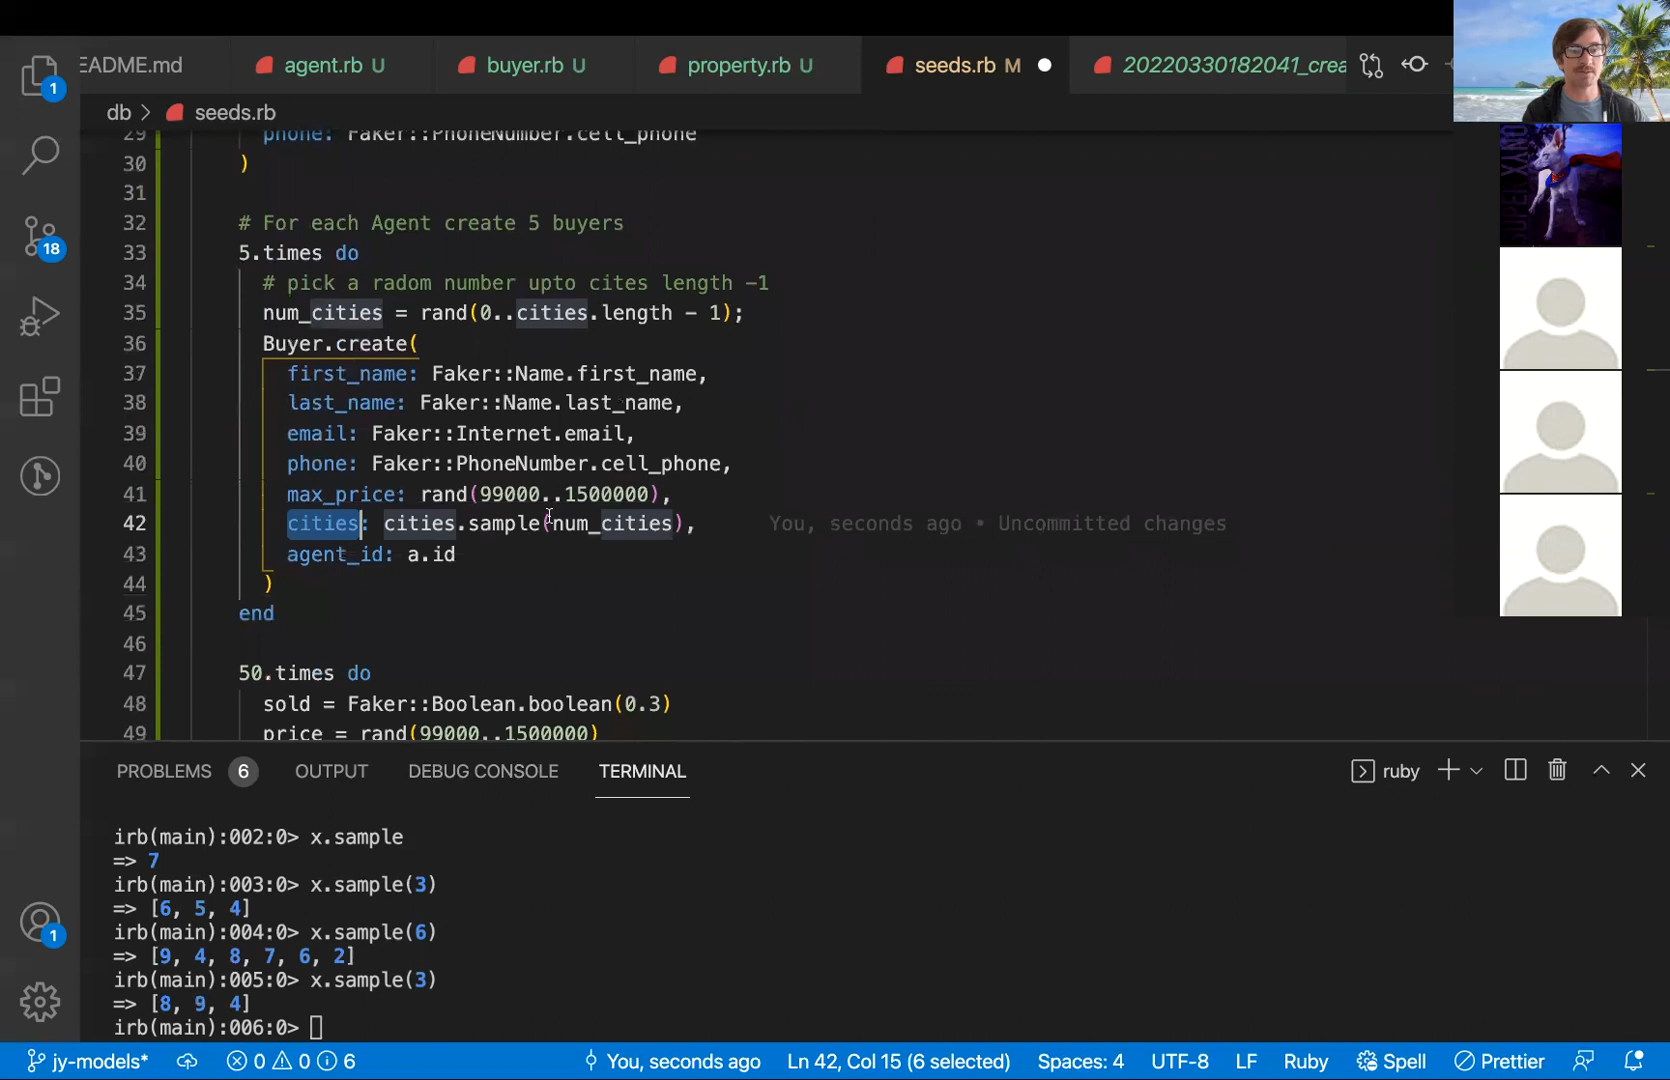 EADME.md
agent.rb U
buyer.rb U
property.rb U
seeds.rb M
20220330182041_crea
db > seeds.rb
29 phone: Faker::PhoneNumber.cell_phone
30 )
31
32 # For each Agent create 5 buyers
33 5.times do
34 # pick a radom number upto cites length -1
35 num_cities = rand(0..cities.length - 1);
36 Buyer.create(
37 first_name: Faker::Name.first_name,
38 last_name: Faker::Name.last_name,
39 email: Faker::Internet.email,
40 phone: Faker::PhoneNumber.cell_phone,
41 max_price: rand(99000..1500000),
42 cities: cities.sample(num_cities), You, seconds ago • Uncommitted changes
43 agent_id: a.id
44 )
45 end
46
47 50.times do
48 sold = Faker::Boolean.boolean(0.3)
49 price = rand(99000..1500000)
1
18
1
PROBLEMS 6 OUTPUT DEBUG CONSOLE TERMINAL
ruby
irb(main):002:0> x.sample
=> 7
irb(main):003:0> x.sample(3)
=> [6, 5, 4]
irb(main):004:0> x.sample(6)
=> [9, 4, 8, 7, 6, 2]
irb(main):005:0> x.sample(3)
=> [8, 9, 4]
irb(main):006:0>
jy-models* 0 0 6 You, seconds ago Ln 42, Col 15 (6 selected) Spaces: 4 UTF-8 LF Ruby Spell Prettier